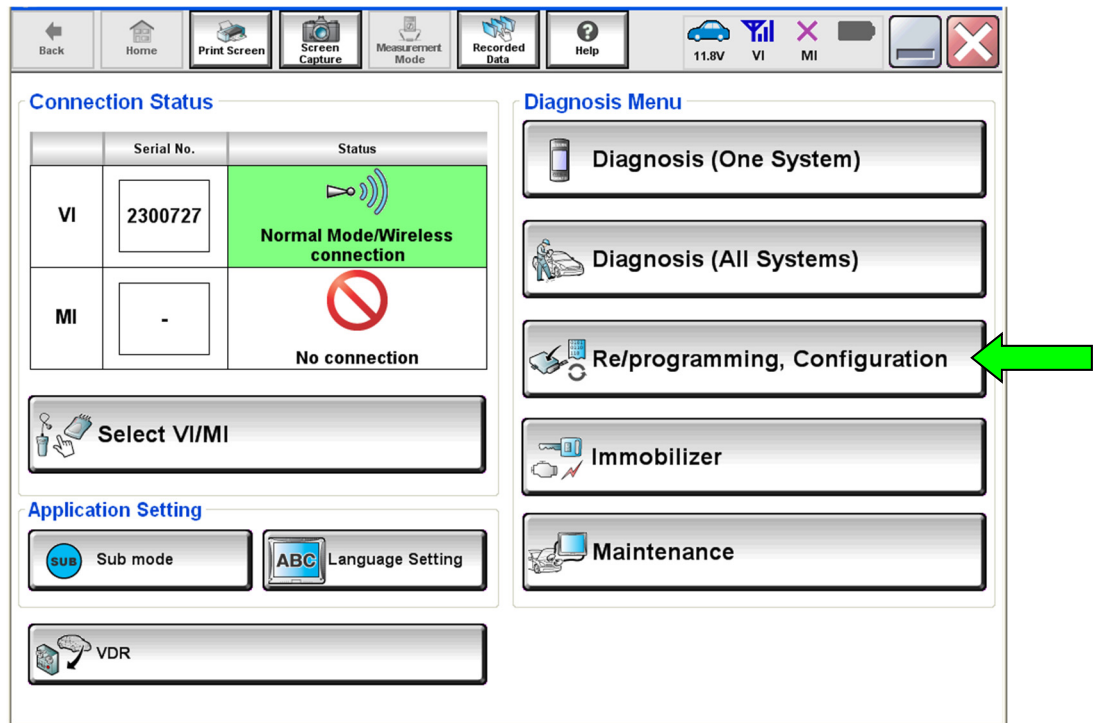 Back
Home
Print Screen
Screen
Capture
Measurement
Mode
Recorded
Data
Help
11.8V
VI
MI
Connection Status
Serial No.
Status
VI
2300727
Normal Mode/Wireless
connection
MI
-
No connection
Select VI/MI
Application Setting
SUB
Sub mode
ABC
Language Setting
VDR
Diagnosis Menu
Diagnosis (One System)
Diagnosis (All Systems)
Re/programming, Configuration
Immobilizer
Maintenance